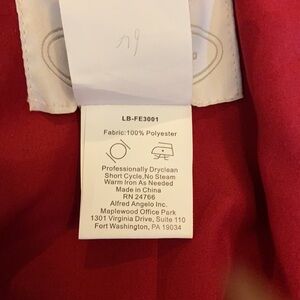 LB-FE3001
Fabric:100% Polyester
Professionally Dryclean
Short Cycle,No Steam
Warm Iron As Needed
Made in China
RN 24766
Alfred Angelo Inc.
Maplewood Office Park
1301 Virginia Drive, Suite 110
Fort Washington, PA 19034